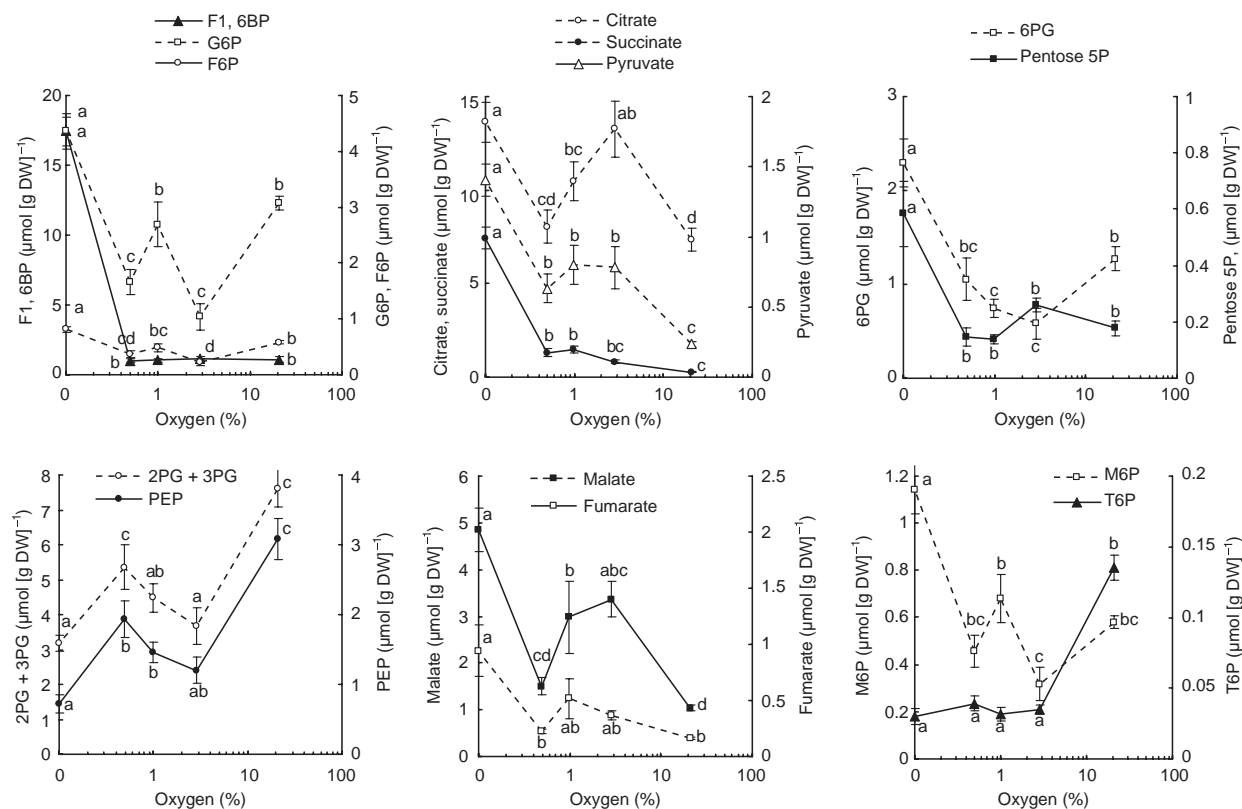 F1, 6BP
G6P
F6P
20
15
10
5
0
F1, 6BP (µmol [g DW]⁻¹)
5
4
3
2
1
0
G6P, F6P (µmol [g DW]⁻¹)
a
a
b
b
c
c
a
cd
bc
d
b
b
b
0
1
10
100
Oxygen (%)
Citrate
Succinate
Pyruvate
15
10
5
0
Citrate, succinate (µmol [g DW]⁻¹)
2
1.5
1
0.5
0
Pyruvate (µmol [g DW]⁻¹)
a
ab
bc
a
cd
d
a
b
b
b
c
b
b
bc
c
0
1
10
100
Oxygen (%)
6PG
Pentose 5P
3
2
1
0
6PG (µmol [g DW]⁻¹)
1
0.8
0.6
0.4
0.2
0
Pentose 5P, (µmol [g DW]⁻¹)
a
a
bc
c
b
b
b
b
b
c
0
1
10
100
Oxygen (%)
2PG + 3PG
PEP
8
7
6
5
4
3
2
1
0
2PG + 3PG (µmol [g DW]⁻¹)
4
3
2
1
0
PEP (µmol [g DW]⁻¹)
c
c
ab
a
c
a
b
b
ab
a
0
1
10
100
Oxygen (%)
Malate
Fumarate
6
5
4
3
2
1
0
Malate (µmol [g DW]⁻¹)
2.5
2
1.5
1
0.5
0
Fumarate (µmol [g DW]⁻¹)
a
b
abc
a
cd
d
b
ab
ab
b
0
1
10
100
Oxygen (%)
M6P
T6P
1.2
1
0.8
0.6
0.4
0.2
0
M6P (µmol [g DW]⁻¹)
0.2
0.15
0.1
0.05
0
T6P (µmol [g DW]⁻¹)
a
b
b
bc
bc
c
a
a
a
a
0
1
10
100
Oxygen (%)